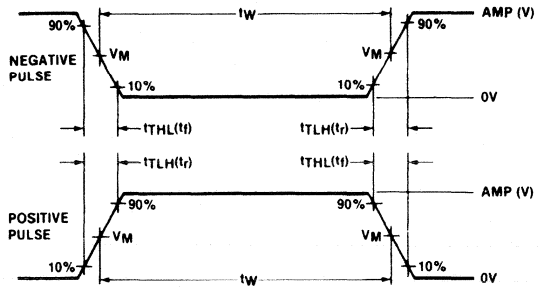 tW
AMP (V)
90% 90%
NEGATIVE
PULSE
VM VM
10% 10%
0V
tTHL(tf) tTLH(tr)
tTLH(tr) tTHL(tf)
AMP (V)
90% 90%
POSITIVE
PULSE
VM VM
10% 10%
0V
tW